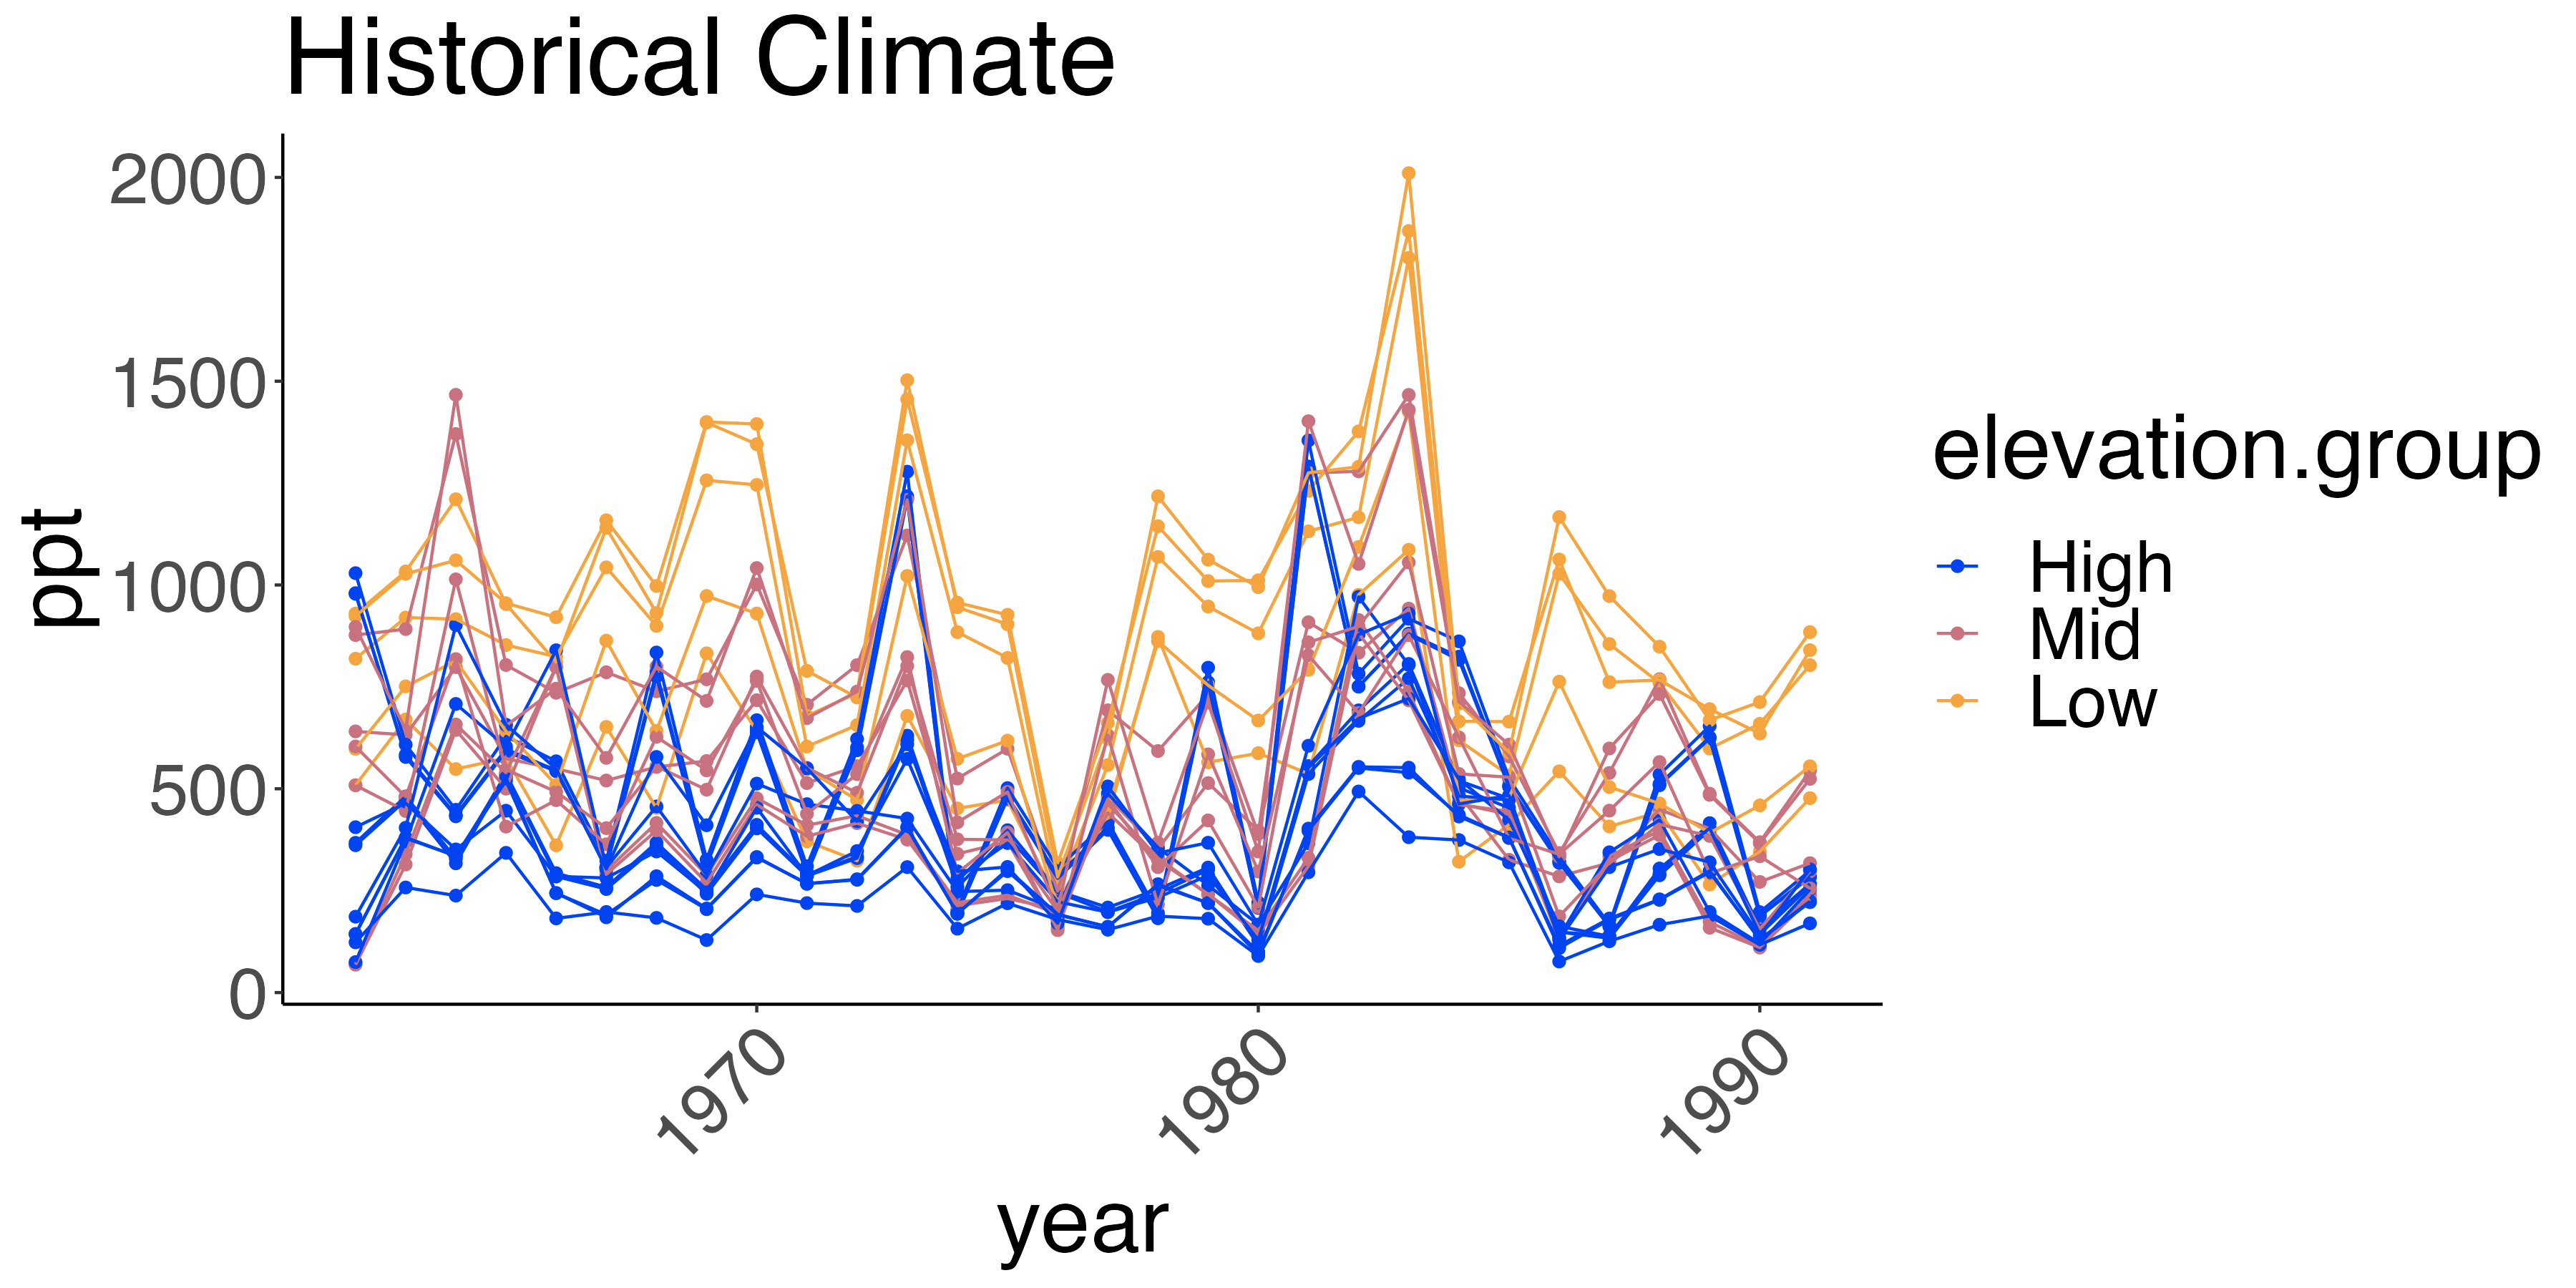 Historical Climate
2000
1500
1000
500
0
ppt
1970
1980
1990
year
elevation.group
High
Mid
Low